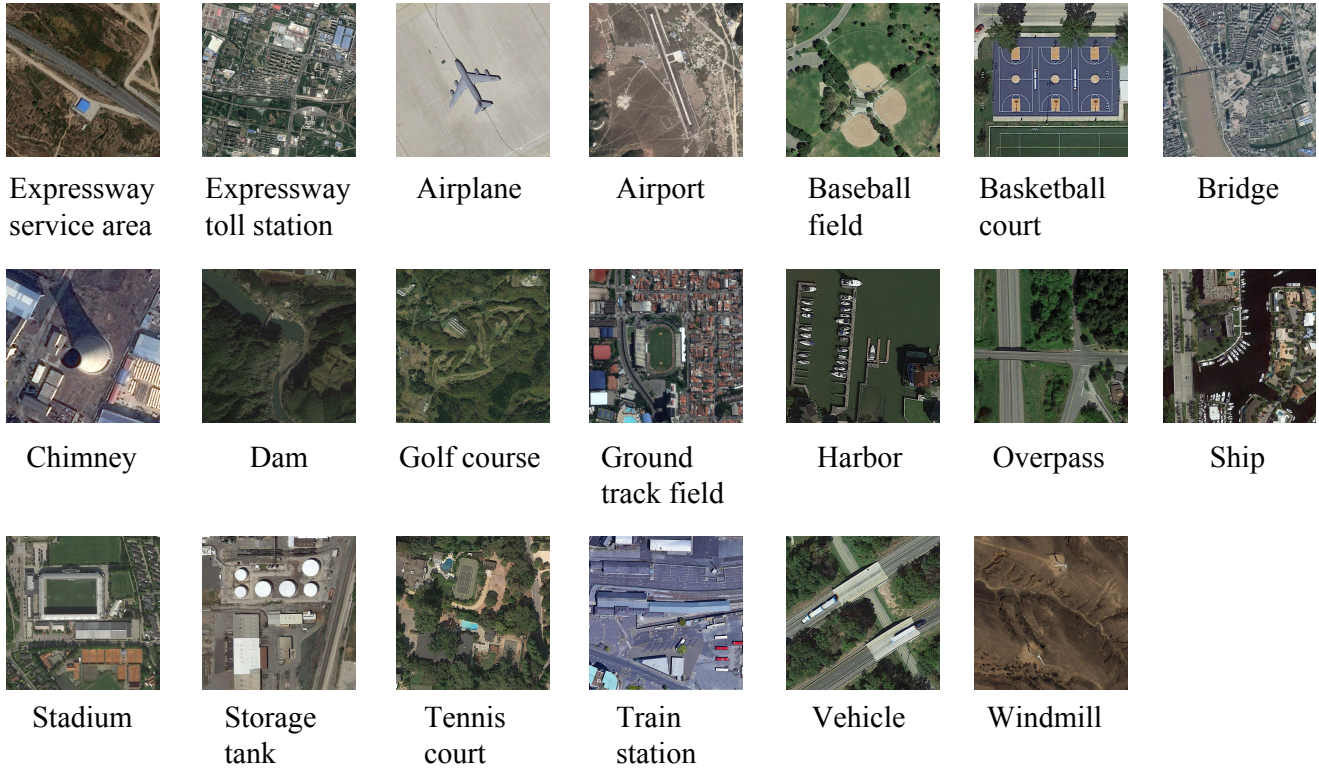 Expressway
service area
Expressway
toll station
Airplane
Airport
Baseball
field
Basketball
court
Bridge
Chimney
Dam
Golf course
Ground
track field
Harbor
Overpass
Ship
Stadium
Storage
tank
Tennis
court
Train
station
Vehicle
Windmill